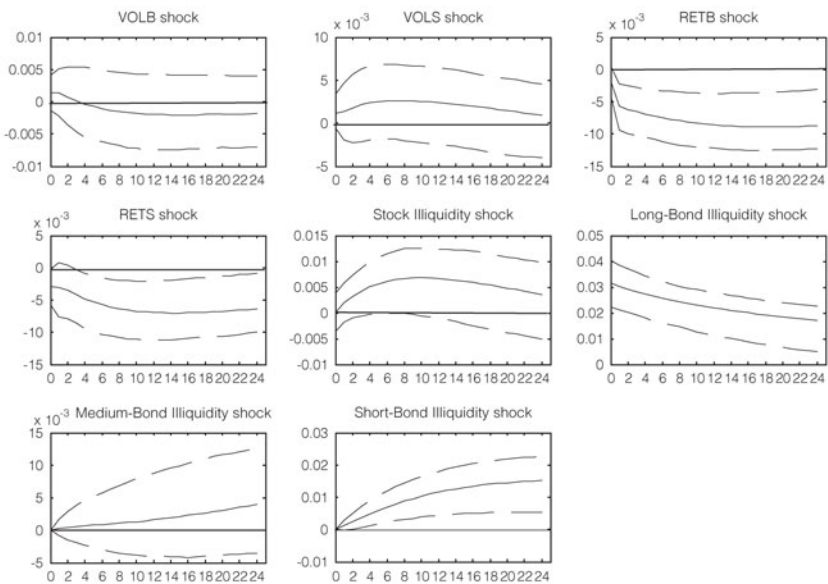 VOLB shock
0.01
0.005
0
-0.005
-0.01
0 2 4 6 8 10 12 14 16 18 20 22 24
VOLS shock
x 10-3
10
5
0
-5
0 2 4 6 8 10 12 14 16 18 20 22 24
RETB shock
x 10-3
5
0
-5
-10
-15
0 2 4 6 8 10 12 14 16 18 20 22 24
RETS shock
x 10-3
5
0
-5
-10
-15
0 2 4 6 8 10 12 14 16 18 20 22 24
Stock Illiquidity shock
0.015
0.01
0.005
0
-0.005
-0.01
0 2 4 6 8 10 12 14 16 18 20 22 24
Long-Bond Illiquidity shock
0.05
0.04
0.03
0.02
0.01
0
0 2 4 6 8 10 12 14 16 18 20 22 24
Medium-Bond Illiquidity shock
x 10-3
15
10
5
0
-5
0 2 4 6 8 10 12 14 16 18 20 22 24
Short-Bond Illiquidity shock
0.03
0.02
0.01
0
-0.01
0 2 4 6 8 10 12 14 16 18 20 22 24